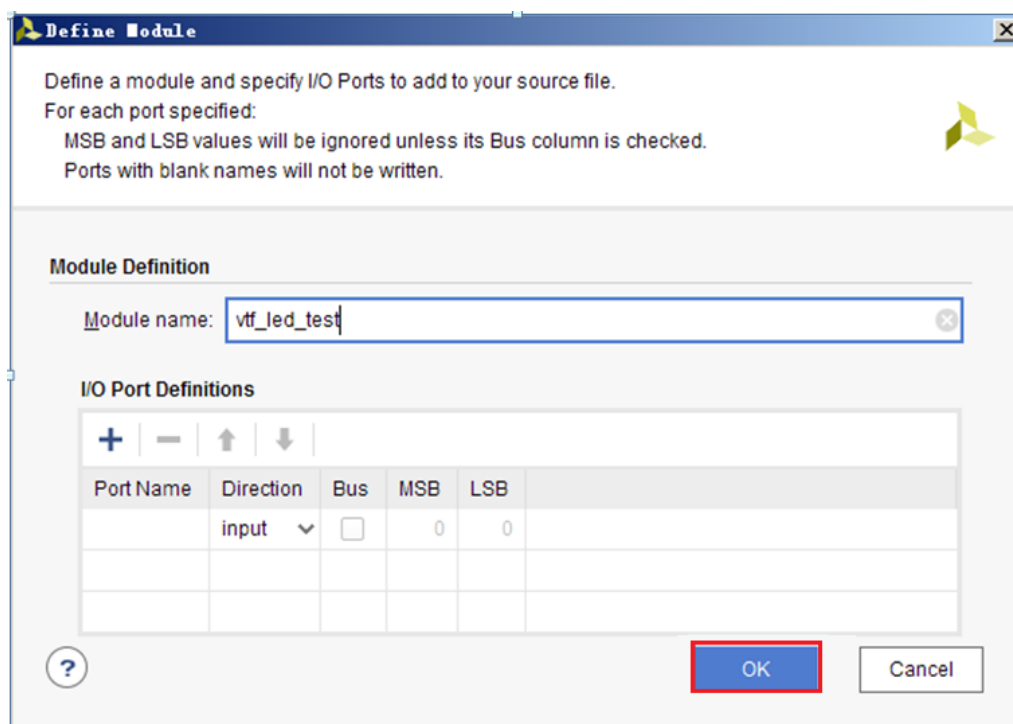 Define Module
Define a module and specify I/O Ports to add to your source file.
For each port specified:
MSB and LSB values will be ignored unless its Bus column is checked.
Ports with blank names will not be written.
Module Definition
Module name: vtf_led_test
I/O Port Definitions
Port Name Direction Bus MSB LSB
input 0 0
? OK Cancel